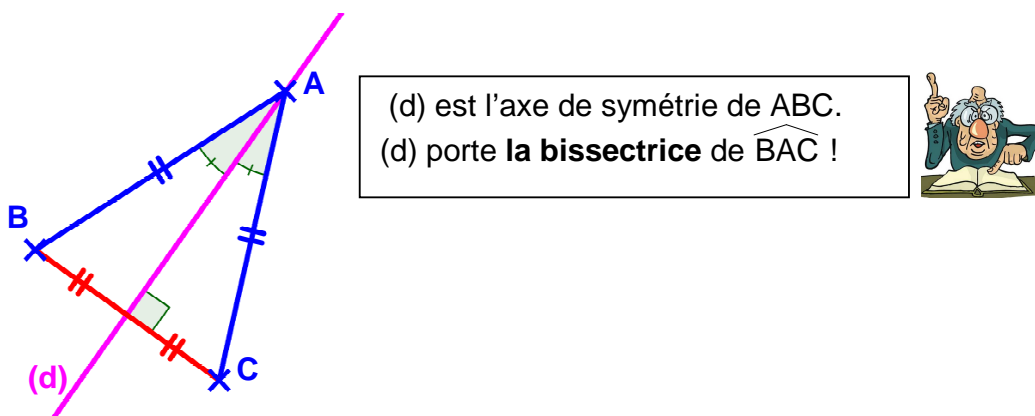 A
(d) est l’axe de symétrie de ABC.
(d) porte la bissectrice de BAC !
B
C
(d)